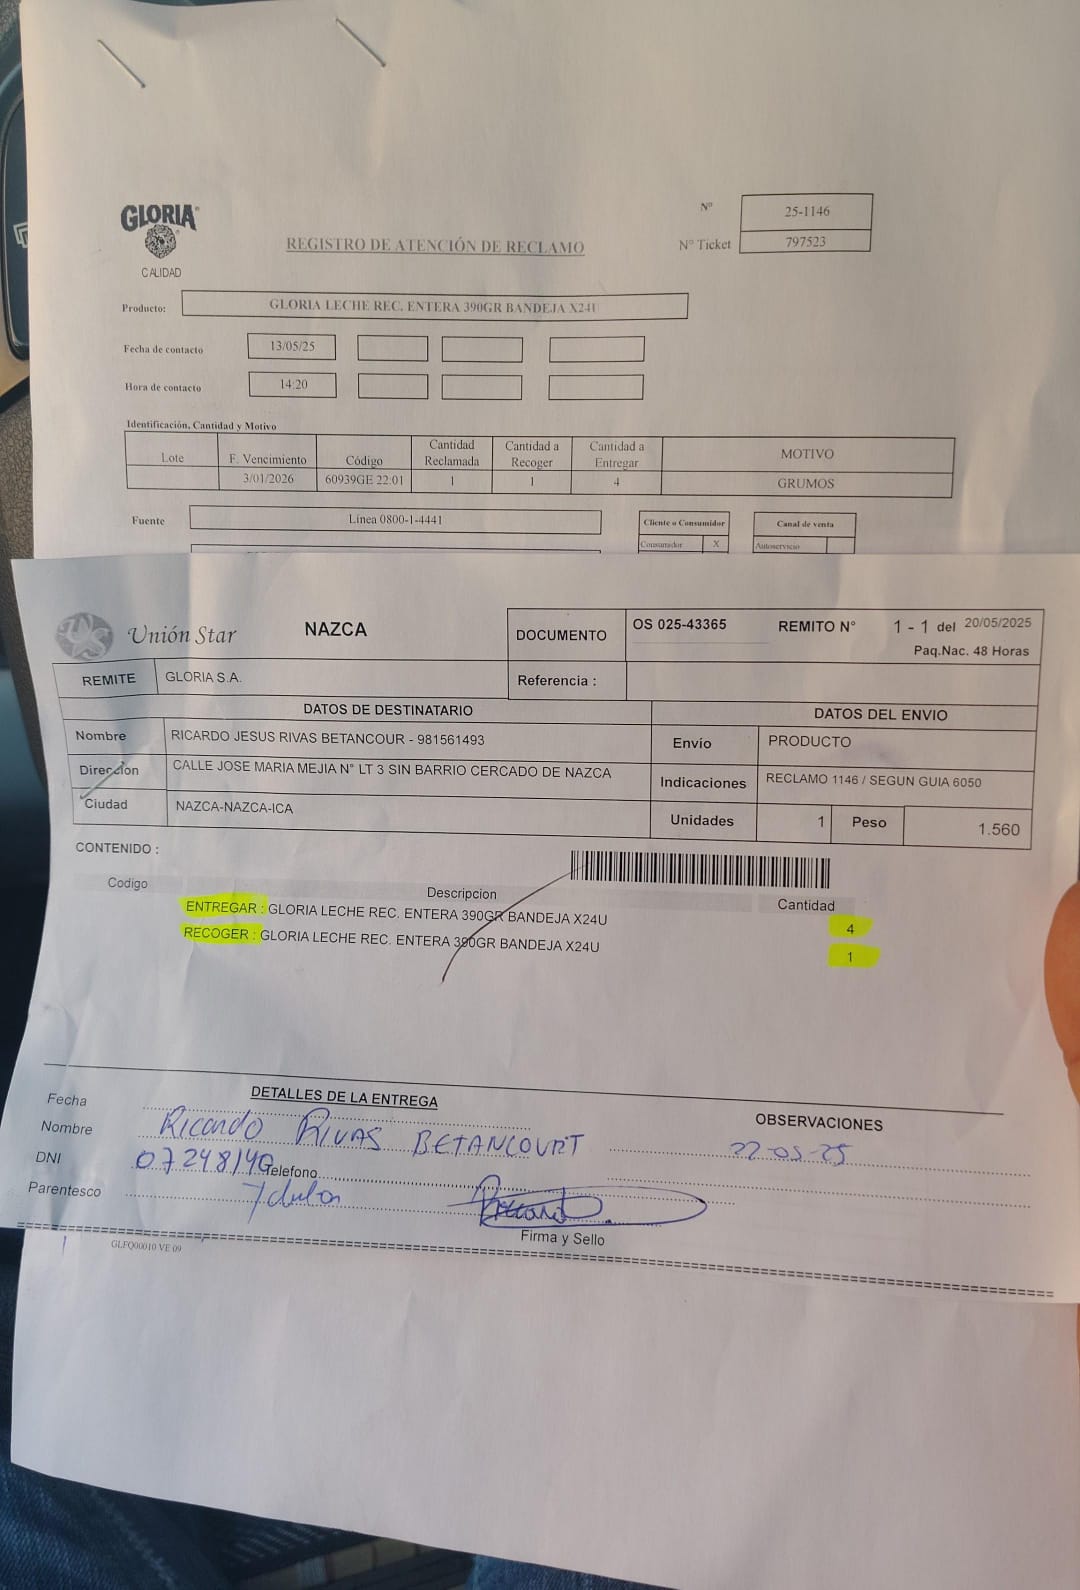 GLORIA
CALIDAD
REGISTRO DE ATENCIÓN DE RECLAMO
N° 25-1146
N° Ticket 797523
Producto: GLORIA LECHE REC. ENTERA 390GR BANDEJA X24U
Fecha de contacto 13/05/25
Hora de contacto 14:20
Identificación, Cantidad y Motivo
Lote F. Vencimiento Código Cantidad Reclamada Cantidad a Recoger Cantidad a Entregar MOTIVO
3/01/2026 60939GE 22:01 1 1 4 GRUMOS
Fuente Línea 0800-1-4441 Cliente o Consumidor Canal de venta
Consumidor X Autoservicio
Unión Star NAZCA DOCUMENTO OS 025-43365 REMITO N° 1 - 1 del 20/05/2025
Paq.Nac. 48 Horas
REMITE GLORIA S.A. Referencia :
DATOS DE DESTINATARIO DATOS DEL ENVIO
Nombre RICARDO JESUS RIVAS BETANCOUR - 981561493 Envío PRODUCTO
Dirección CALLE JOSE MARIA MEJIA N° LT 3 SIN BARRIO CERCADO DE NAZCA Indicaciones RECLAMO 1146 / SEGUN GUIA 6050
Ciudad NAZCA-NAZCA-ICA Unidades 1 Peso 1.560
CONTENIDO :
Codigo Descripcion Cantidad
ENTREGAR : GLORIA LECHE REC. ENTERA 390GR BANDEJA X24U 4
RECOGER : GLORIA LECHE REC. ENTERA 390GR BANDEJA X24U 1
DETALLES DE LA ENTREGA
Fecha OBSERVACIONES
Nombre Ricardo RIVAS BETANCOURT 22-05-25
DNI 07248140 Telefono
Parentesco
Firma y Sello
GLFQ00010 VE 09